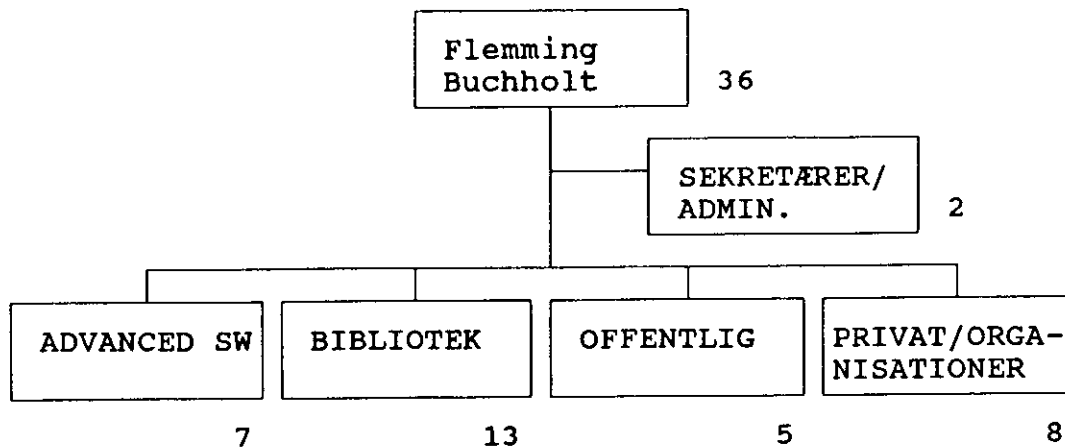 Flemming
Buchholt
36
SEKRETÆRER/
ADMIN.
2
ADVANCED SW
BIBLIOTEK
OFFENTLIG
PRIVAT/ORGA-
NISATIONER
7
13
5
8